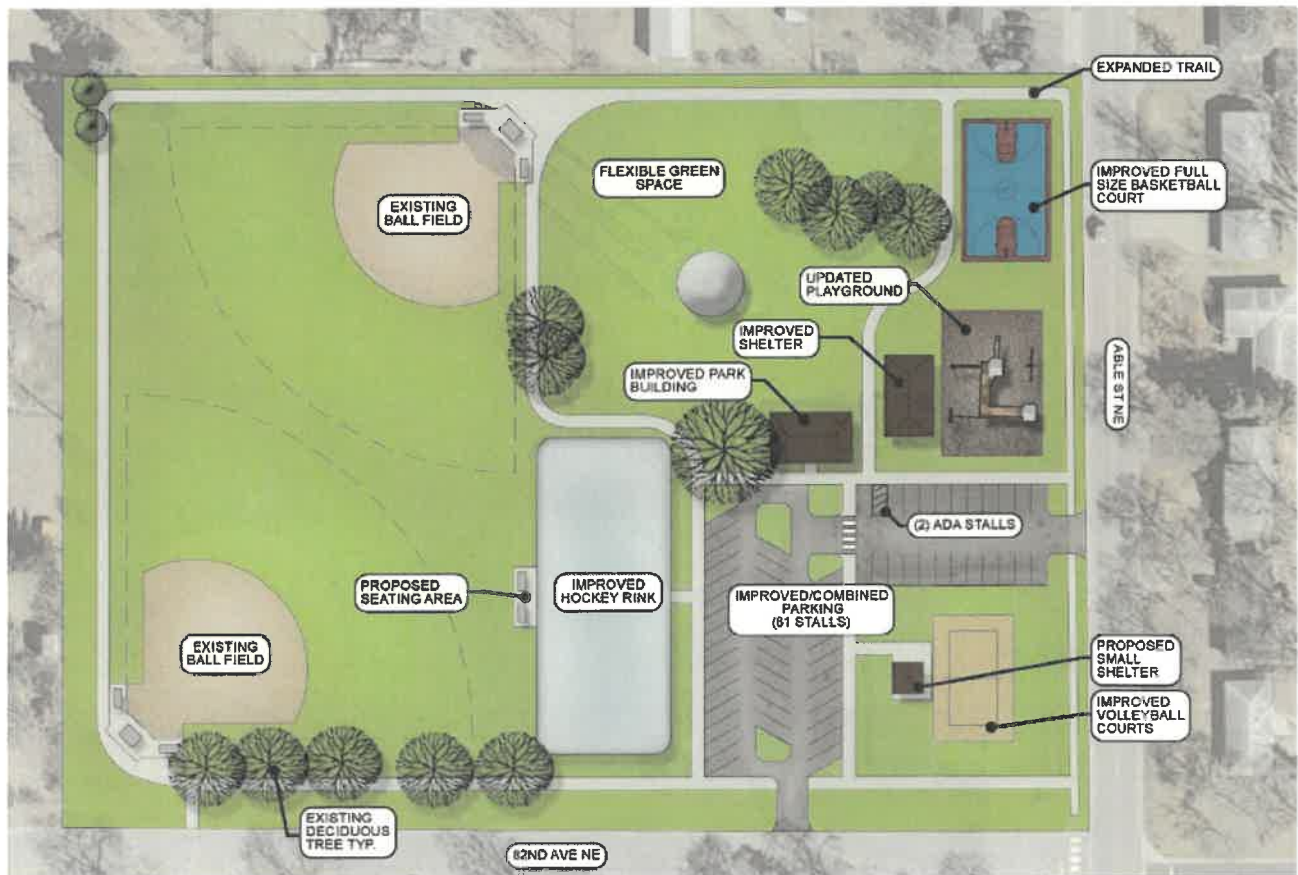 EXPANDED TRAIL
FLEXIBLE GREEN
SPACE
IMPROVED FULL
SIZE BASKETBALL
COURT
EXISTING
BALL FIELD
UPDATED
PLAYGROUND
IMPROVED
SHELTER
IMPROVED PARK
BUILDING
ABLE ST NE
(2) ADA STALLS
PROPOSED
SEATING AREA
IMPROVED
HOCKEY RINK
IMPROVED/COMBINED
PARKING
(81 STALLS)
EXISTING
BALL FIELD
PROPOSED
SMALL
SHELTER
IMPROVED
VOLLEYBALL
COURTS
EXISTING
DECIDUOUS
TREE TYP.
82ND AVE NE